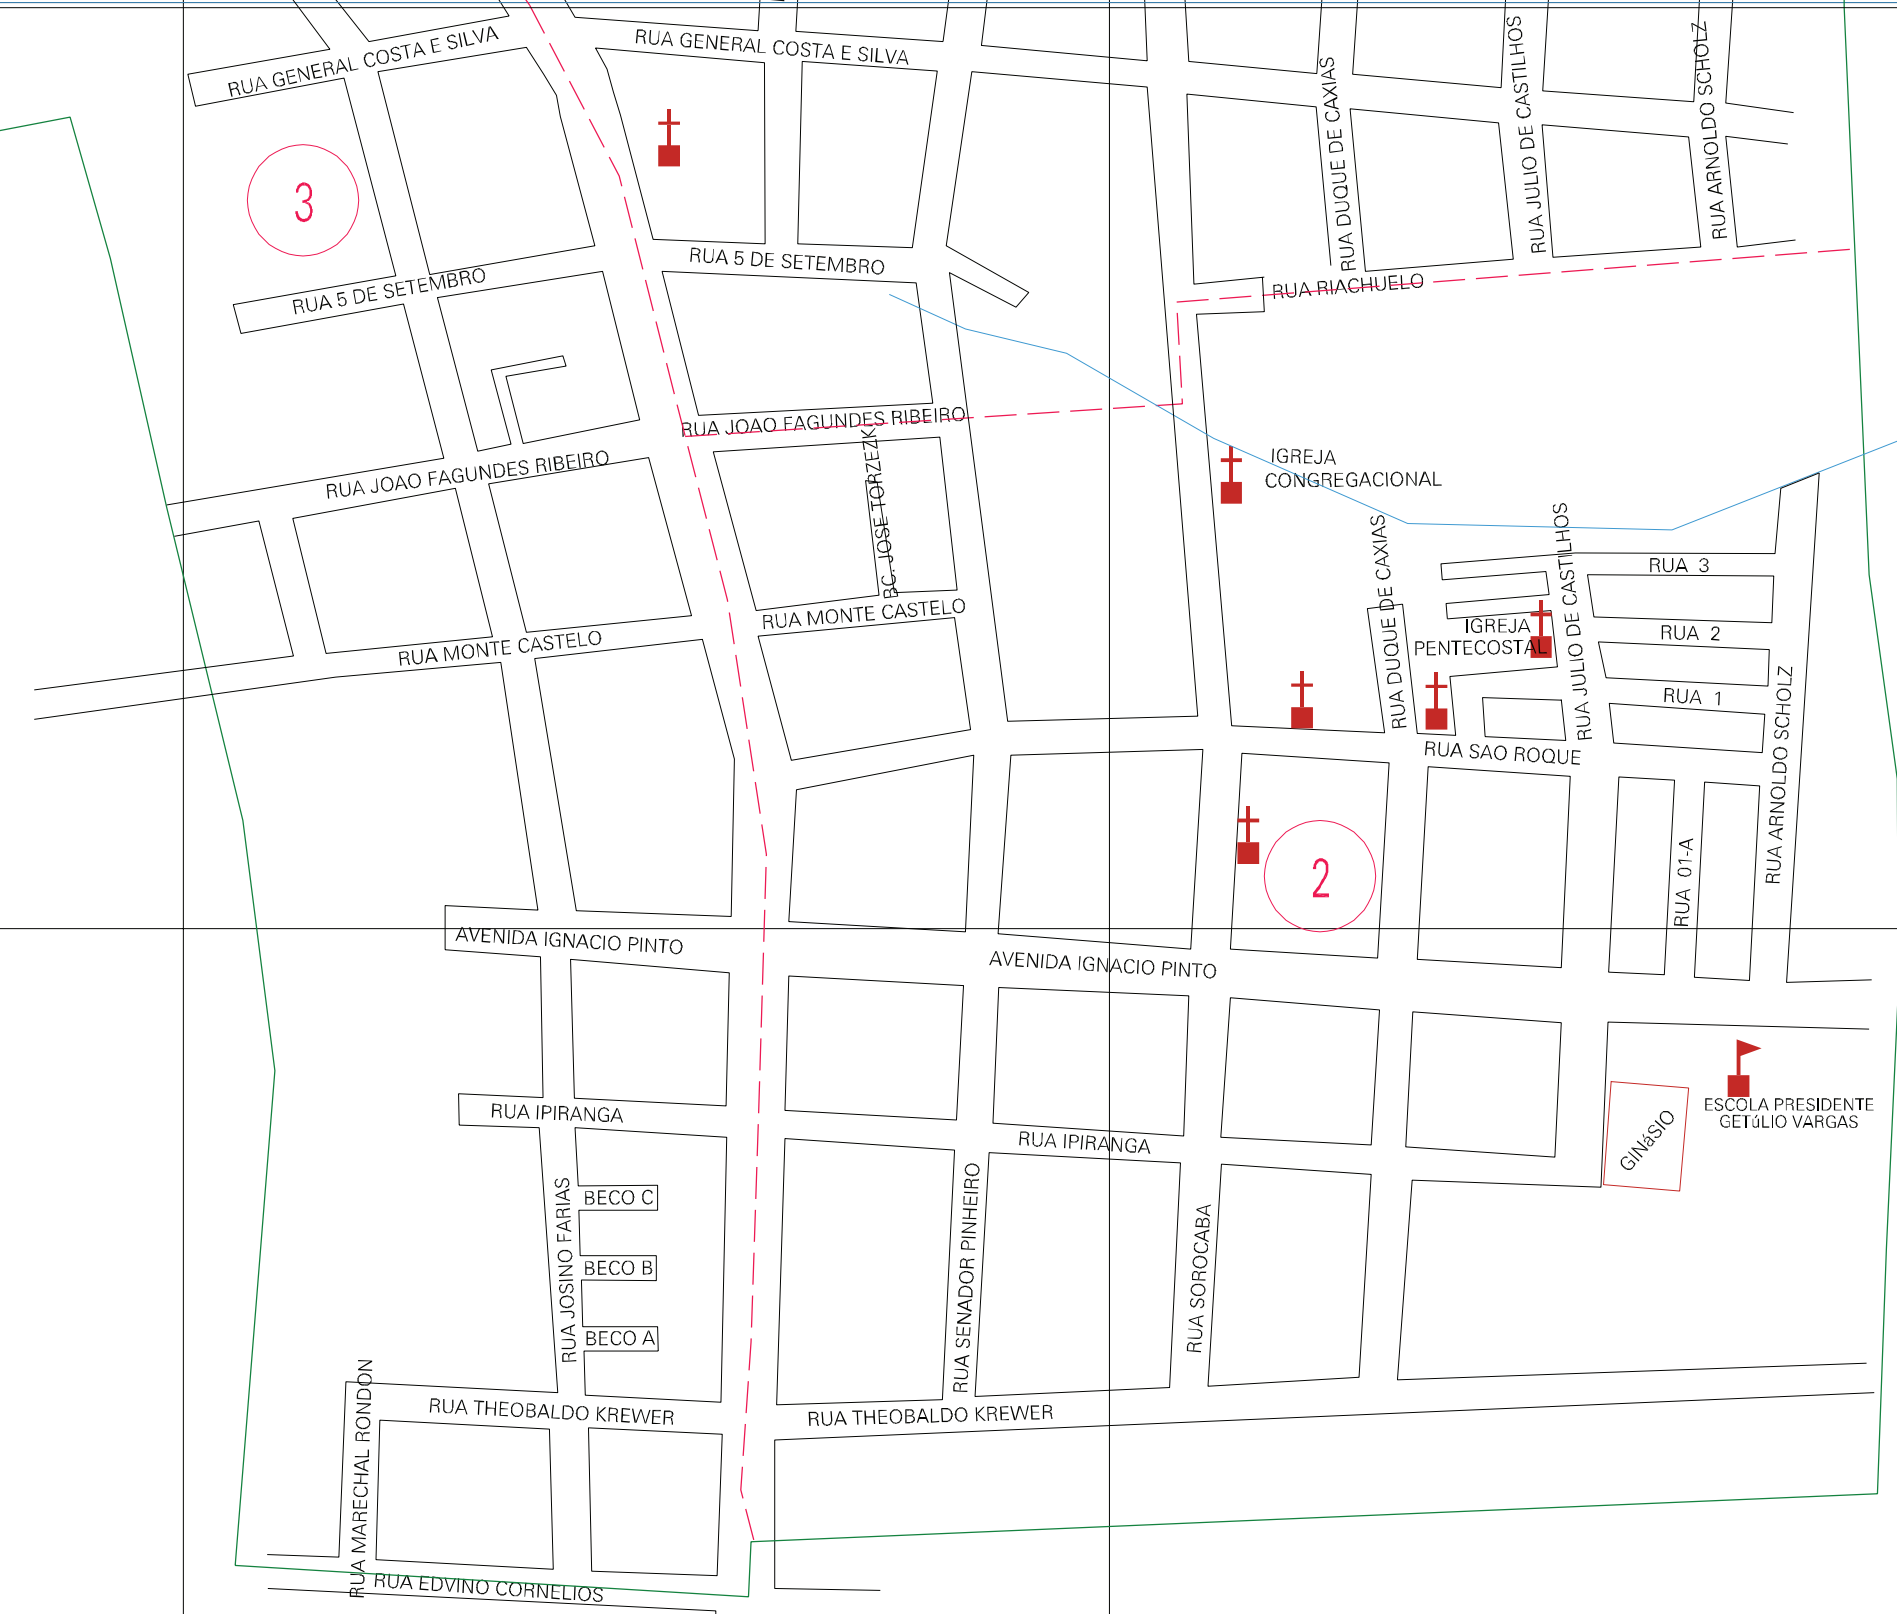 RUA GENERAL COSTA E SILVA
RUA GENERAL COSTA E SILVA
RUA DUQUE DE CAXIAS
RUA JULIO DE CASTILHOS
RUA ARNOLDO SCHOLZ
3
RUA 5 DE SETEMBRO
RUA 5 DE SETEMBRO
RUA RIACHUELO
RUA JOAO FAGUNDES RIBEIRO
RUA JOAO FAGUNDES RIBEIRO
BC. JOSE TORZEZK
IGREJA
CONGREGACIONAL
RUA DUQUE DE CAXIAS
RUA JULIO DE CASTILHOS
RUA 3
RUA MONTE CASTELO
RUA MONTE CASTELO
IGREJA
PENTECOSTAL
RUA 2
RUA 1
RUA ARNOLDO SCHOLZ
RUA SAO ROQUE
2
RUA 01-A
AVENIDA IGNACIO PINTO
AVENIDA IGNACIO PINTO
ESCOLA PRESIDENTE
GETúLIO VARGAS
GINáSIO
RUA IPIRANGA
RUA IPIRANGA
RUA JOSINO FARIAS
BECO C
BECO B
BECO A
RUA SENADOR PINHEIRO
RUA SOROCABA
RUA MARECHAL RONDON
RUA THEOBALDO KREWER
RUA THEOBALDO KREWER
RUA EDVINO CORNELIOS